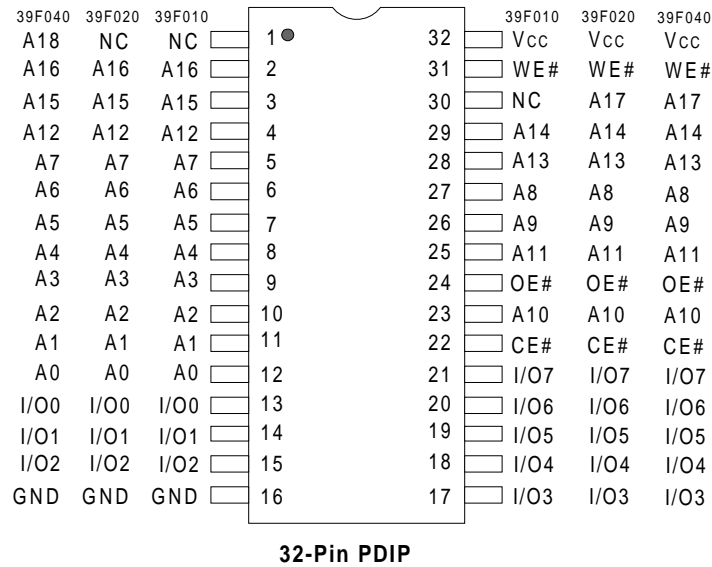 39F040 39F020 39F010 39F010 39F020 39F040
A18 NC NC 1 32 Vcc Vcc Vcc
A16 A16 A16 2 31 WE# WE# WE#
A15 A15 A15 3 30 NC A17 A17
A12 A12 A12 4 29 A14 A14 A14
A7 A7 A7 5 28 A13 A13 A13
A6 A6 A6 6 27 A8 A8 A8
A5 A5 A5 7 26 A9 A9 A9
A4 A4 A4 8 25 A11 A11 A11
A3 A3 A3 9 24 OE# OE# OE#
A2 A2 A2 10 23 A10 A10 A10
A1 A1 A1 11 22 CE# CE# CE#
A0 A0 A0 12 21 I/O7 I/O7 I/O7
I/O0 I/O0 I/O0 13 20 I/O6 I/O6 I/O6
I/O1 I/O1 I/O1 14 19 I/O5 I/O5 I/O5
I/O2 I/O2 I/O2 15 18 I/O4 I/O4 I/O4
GND GND GND 16 17 I/O3 I/O3 I/O3
32-Pin PDIP